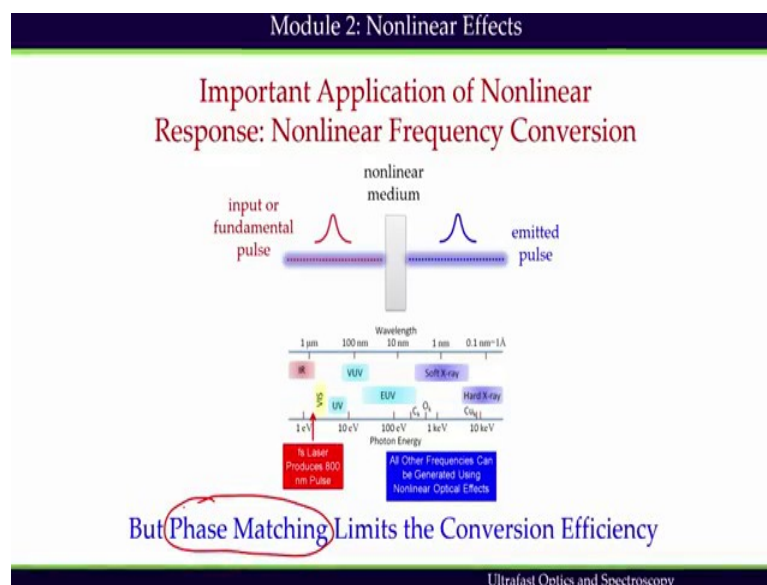 Module 2: Nonlinear Effects
Important Application of Nonlinear
Response: Nonlinear Frequency Conversion
nonlinear
medium
input or
fundamental
pulse
emitted
pulse
Wavelength
1 μm 100 nm 10 nm 1 nm 0.1 nm=1Å
IR VUV Soft X-ray
VIS UV EUV Hard X-ray
1 eV 10 eV 100 eV 1 keV 10 keV
Photon Energy
fs Laser
Produces 800
nm Pulse
All Other Frequencies Can
be Generated Using
Nonlinear Optical Effects
But Phase Matching Limits the Conversion Efficiency
Ultrafast Optics and Spectroscopy